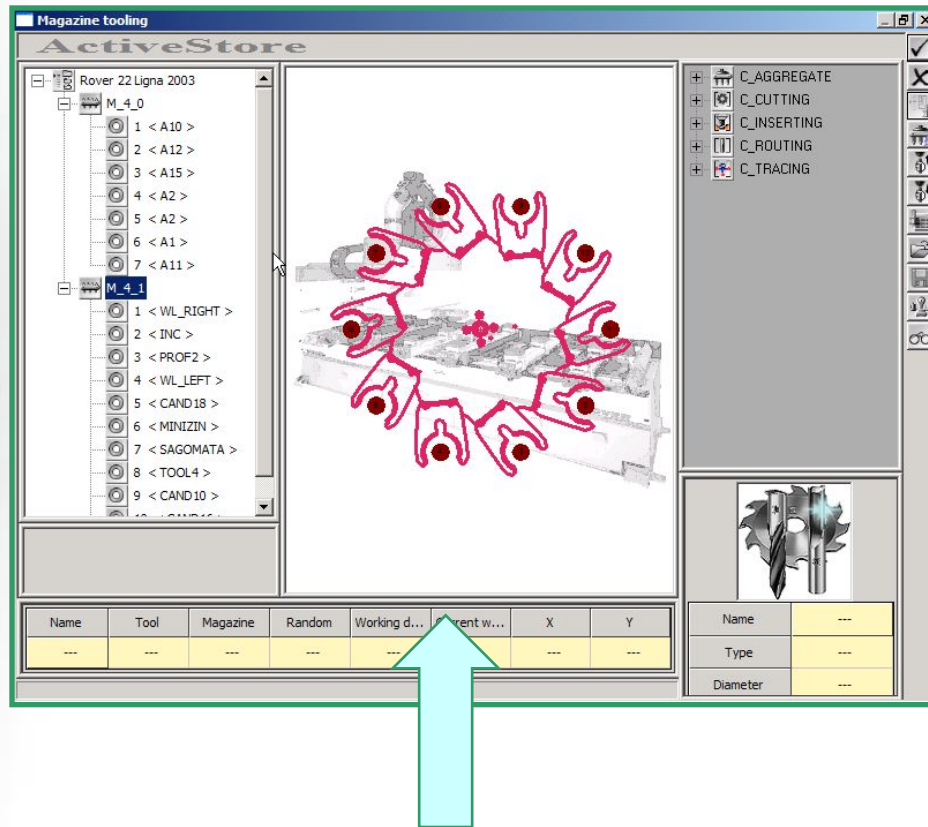 Magazine tooling
ActiveStore
Rover 22 Ligna 2003
M_4_0
1 < A10 >
2 < A12 >
3 < A15 >
4 < A2 >
5 < A2 >
6 < A1 >
7 < A11 >
M_4_1
1 < WL_RIGHT >
2 < INC >
3 < PROF2 >
4 < WL_LEFT >
5 < CAND18 >
6 < MINIZIN >
7 < SAGOMATA >
8 < TOOL4 >
9 < CAND10 >
C_AGGREGATE
C_CUTTING
C_INSERTING
C_ROUTING
C_TRACING
Name Tool Magazine Random Working d... X Y
--- --- --- --- --- --- --- ---
Name ---
Type ---
Diameter ---